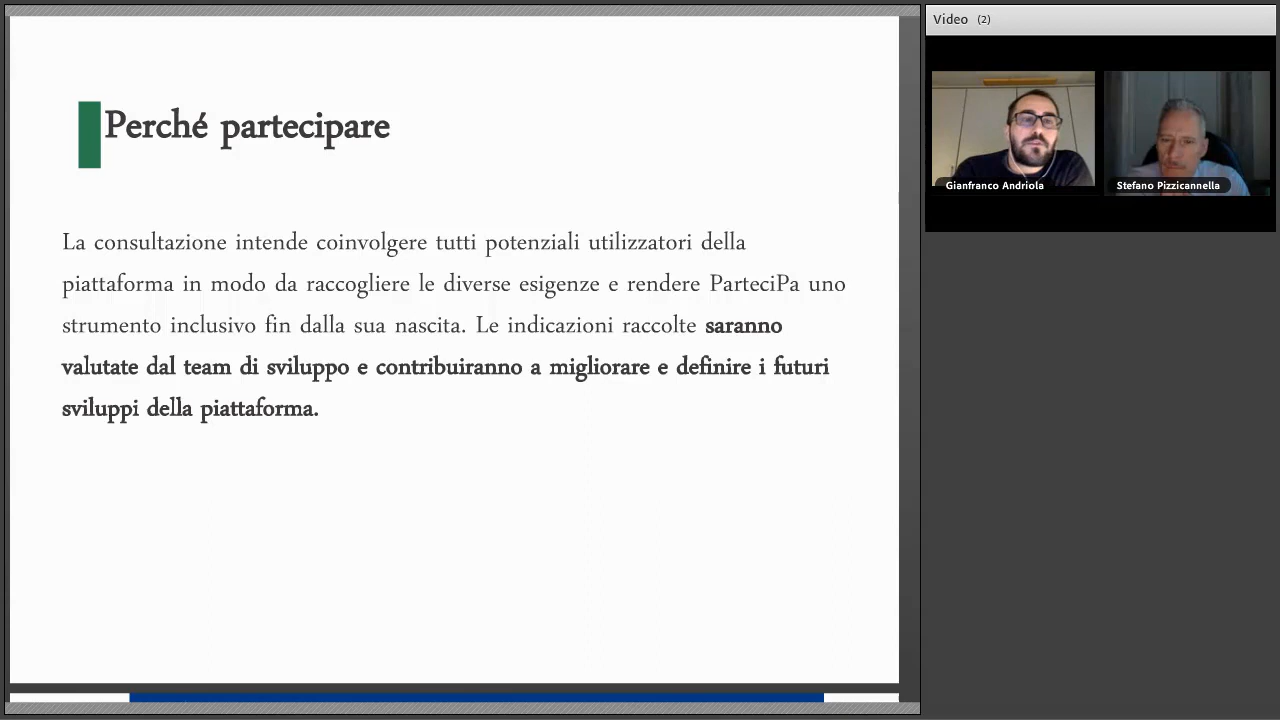 Perché partecipare
La consultazione intende coinvolgere tutti potenziali utilizzatori della
piattaforma in modo da raccogliere le diverse esigenze e rendere ParteciPa uno
strumento inclusivo fin dalla sua nascita. Le indicazioni raccolte saranno
valutate dal team di sviluppo e contribuiranno a migliorare e definire i futuri
sviluppi della piattaforma.
Video (2)
Gianfranco Andriola
Stefano Pizzicannella